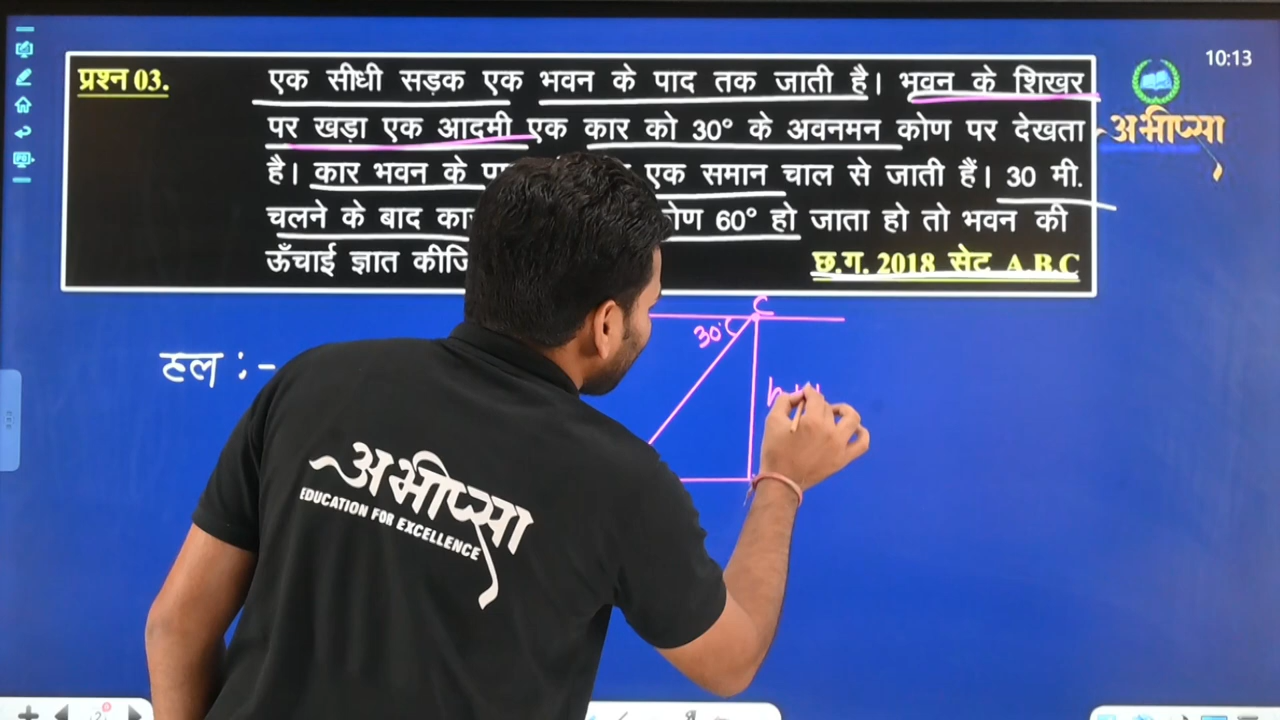 10:13
प्रश्न 03. एक सीधी सड़क एक भवन के पाद तक जाती है। भवन के शिखर
पर खड़ा एक आदमी एक कार को 30° के अवनमन कोण पर देखता
है। कार भवन के एक समान चाल से जाती हैं। 30 मी.
चलने के बाद 60° हो जाता हो तो भवन की
ऊँचाई ज्ञात
छ.ग. 2018 सेट A,B,C
अभीप्सा
हल :-
C
30°
h
अभीप्सा
EDUCATION FOR EXCELLENCE